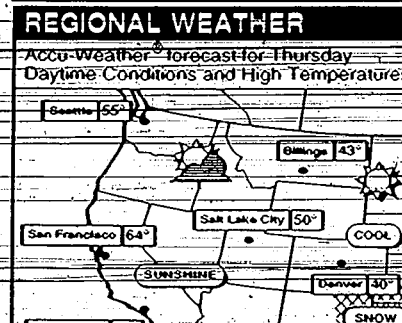 REGIONAL WEATHER
Accu-Weather® forecast for Thursday
Daytime Conditions and High Temperatures
Seattle 55°
Billings 43°
Salt Lake City 50°
San Francisco 64°
COOL
SUNSHINE
Denver 40°
SNOW